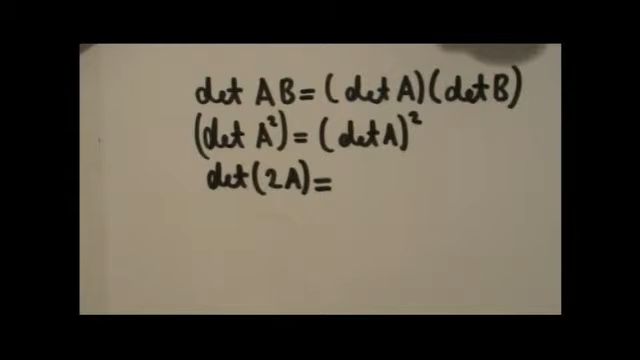 det AB = (det A)(det B)
(det A²) = (det A)²
det(2A) =